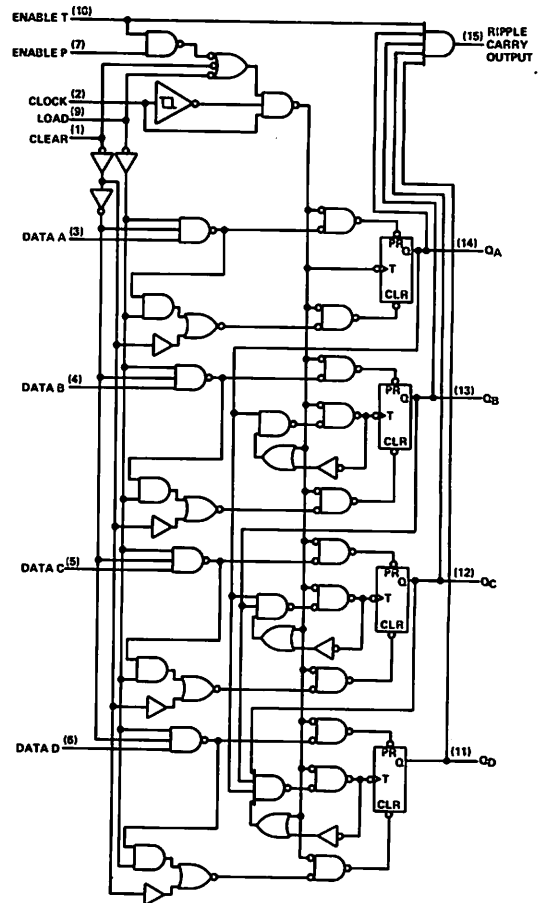 ENABLE T (10)
(15) RIPPLE CARRY OUTPUT
ENABLE P (7)
CLOCK (2)
LOAD (9)
CLEAR (1)
DATA A (3)
PR
Q
(14) QA
T
CLR
DATA B (4)
PR
Q
(13) QB
T
CLR
DATA C (5)
PR
Q
(12) QC
T
CLR
DATA D (6)
PR
Q
(11) QD
T
CLR